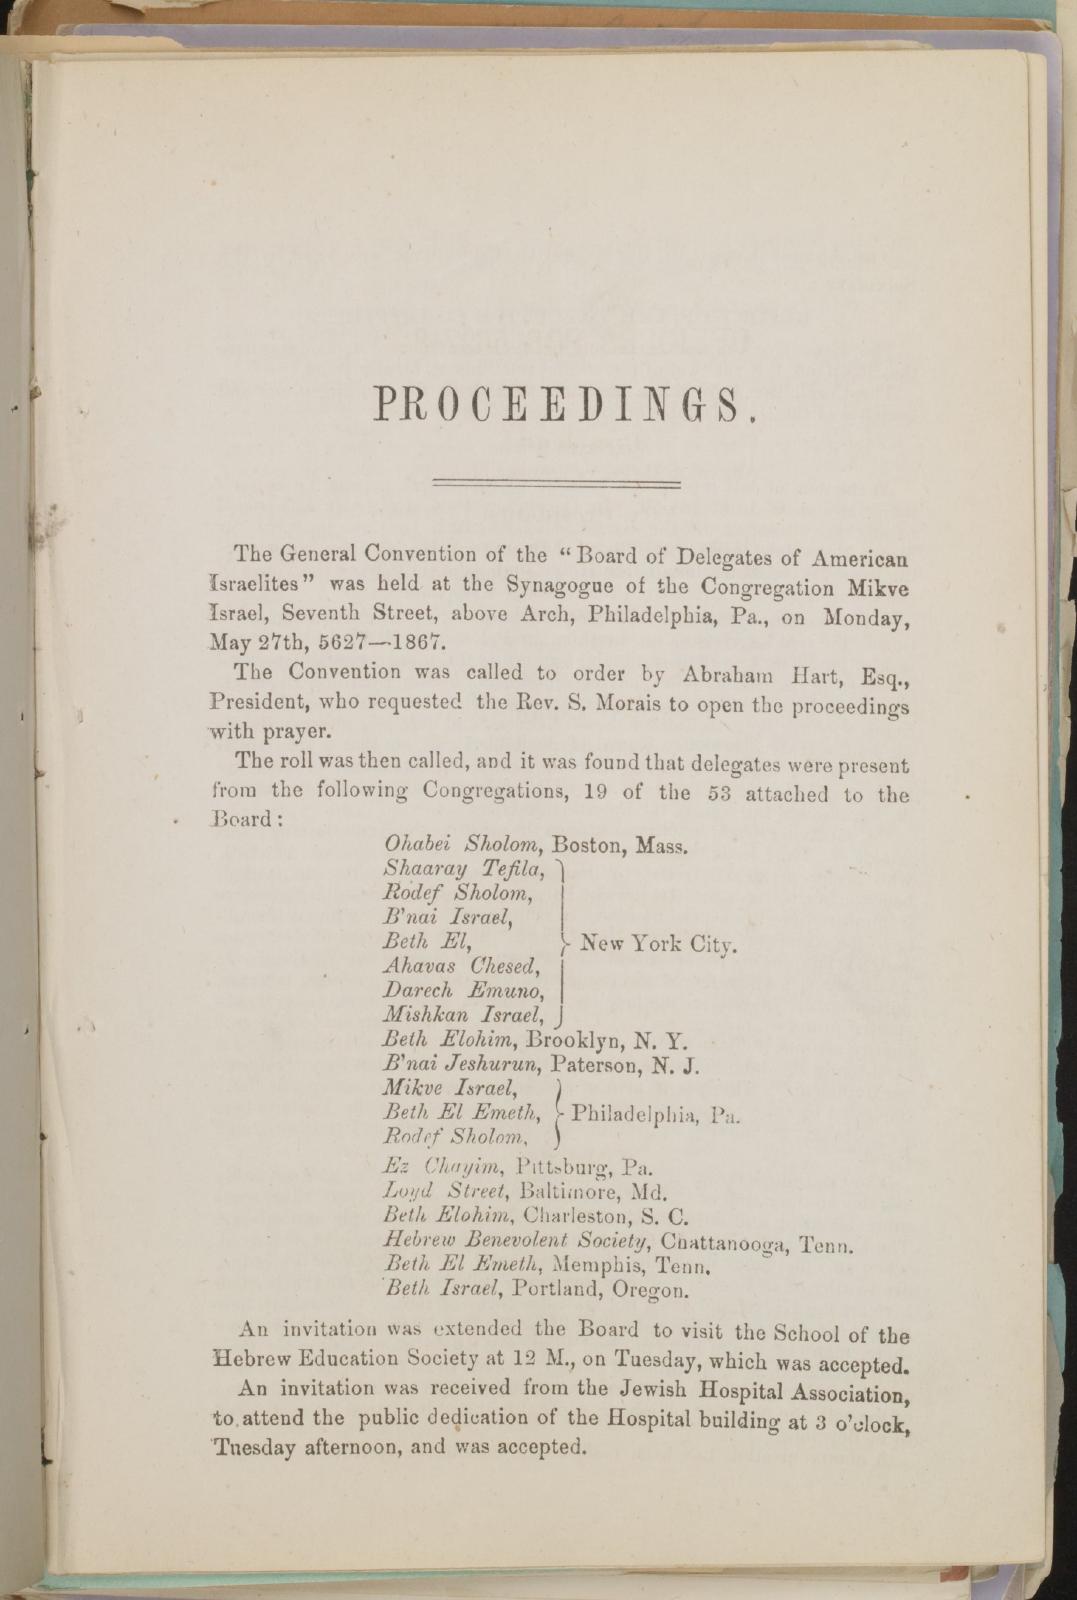 PROCEEDINGS.
The General Convention of the “Board of Delegates of American
Israelites” was held at the Synagogue of the Congregation Mikve
Israel, Seventh Street, above Arch, Philadelphia, Pa., on Monday,
May 27th, 5627—1867.
The Convention was called to order by Abraham Hart, Esq.,
President, who requested the Rev. S. Morais to open the proceedings
with prayer.
The roll was then called, and it was found that delegates were present
from the following Congregations, 19 of the 53 attached to the
Board:
Ohabei Sholom, Boston, Mass.
Shaaray Tefila,
Rodef Sholom,
B'nai Israel,
Beth El, New York City.
Ahavas Chesed,
Darech Emuno,
Mishkan Israel,
Beth Elohim, Brooklyn, N. Y.
B'nai Jeshurun, Paterson, N. J.
Mikve Israel,
Beth El Emeth, Philadelphia, Pa.
Rodef Sholom,
Ez Chayim, Pittsburg, Pa.
Loyd Street, Baltimore, Md.
Beth Elohim, Charleston, S. C.
Hebrew Benevolent Society, Chattanooga, Tenn.
Beth El Emeth, Memphis, Tenn.
Beth Israel, Portland, Oregon.
An invitation was extended the Board to visit the School of the
Hebrew Education Society at 12 M., on Tuesday, which was accepted.
An invitation was received from the Jewish Hospital Association,
to attend the public dedication of the Hospital building at 3 o'clock,
Tuesday afternoon, and was accepted.